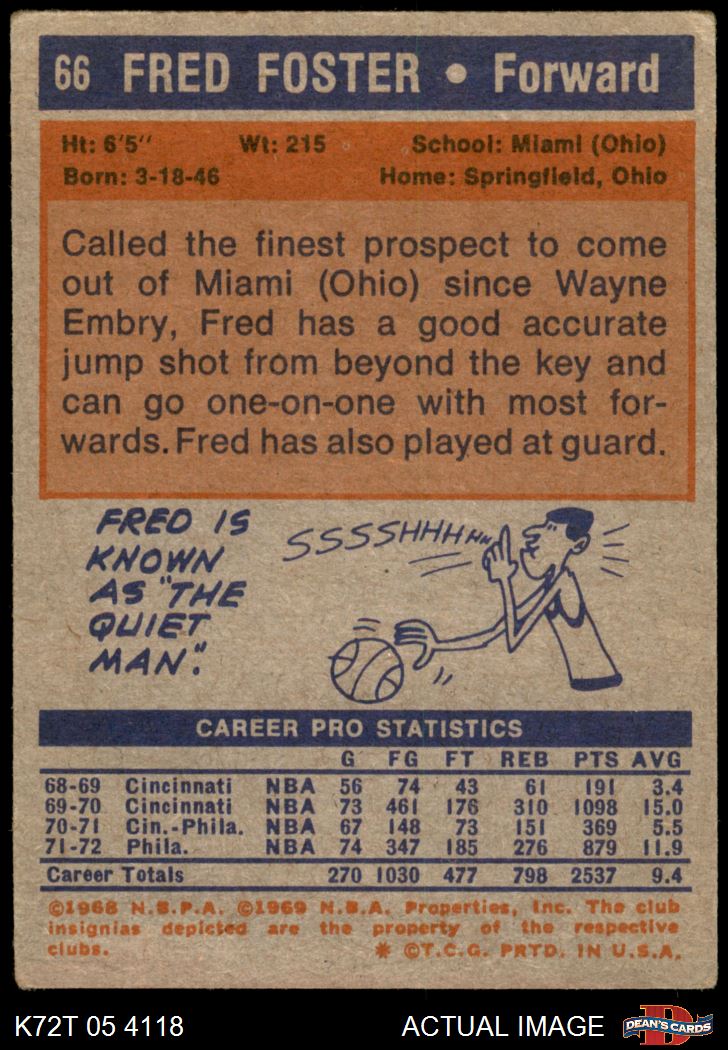 66 FRED FOSTER • Forward
Ht: 6'5'' Wt: 215 School: Miami (Ohio)
Born: 3-18-46 Home: Springfield, Ohio
Called the finest prospect to come
out of Miami (Ohio) since Wayne
Embry, Fred has a good accurate
jump shot from beyond the key and
can go one-on-one with most for-
wards. Fred has also played at guard.
FRED IS
KNOWN
AS "THE
QUIET
MAN".
SSSSHHHHHH
CAREER PRO STATISTICS
G FG FT REB PTS AVG
68-69 Cincinnati NBA 56 74 43 61 191 3.4
69-70 Cincinnati NBA 73 461 176 310 1098 15.0
70-71 Cin.-Phila. NBA 67 148 73 151 369 5.5
71-72 Phila. NBA 74 347 185 276 879 11.9
Career Totals 270 1030 477 798 2537 9.4
©1968 N.B.P.A. ©1969 N.B.A. Properties, Inc. The club
insignias depicted are the property of the respective
clubs. * ©T.C.G. PRTD. IN U.S.A.
K72T 05 4118 ACTUAL IMAGE D DEAN'S CARDS